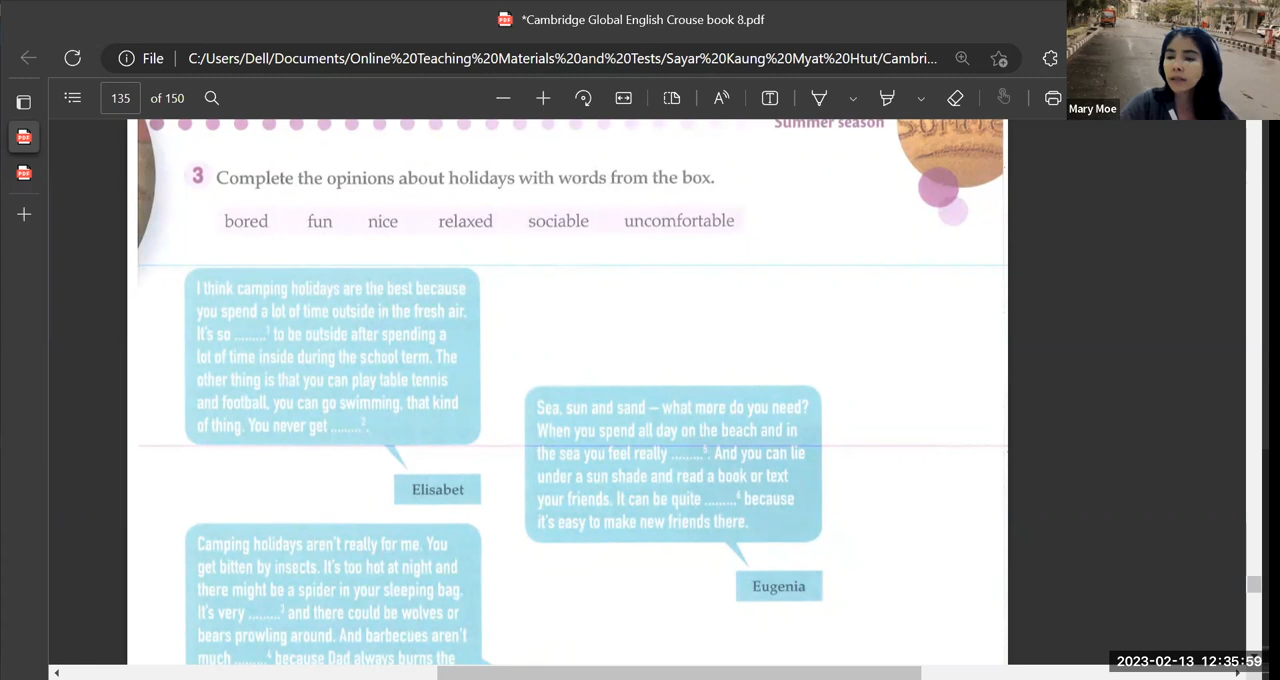 *Cambridge Global English Crouse book 8.pdf
File
C:/Users/Dell/Documents/Online%20Teaching%20Materials%20and%20Tests/Sayar%20Kaung%20Myat%20Htut/Cambri...
135 of 150
Mary Moe
Summer season
3 Complete the opinions about holidays with words from the box.
bored fun nice relaxed sociable uncomfortable
I think camping holidays are the best because
you spend a lot of time outside in the fresh air.
It's so ........1 to be outside after spending a
lot of time inside during the school term. The
other thing is that you can play table tennis
and football, you can go swimming, that kind
of thing. You never get ........2.
Elisabet
Sea, sun and sand – what more do you need?
When you spend all day on the beach and in
the sea you feel really ........5. And you can lie
under a sun shade and read a book or text
your friends. It can be quite ........6 because
it's easy to make new friends there.
Eugenia
Camping holidays aren't really for me. You
get bitten by insects. It's too hot at night and
there might be a spider in your sleeping bag.
It's very ........3 and there could be wolves or
bears prowling around. And barbecues aren't
much ........4 because Dad always burns the
2023-02-13 12:35:59